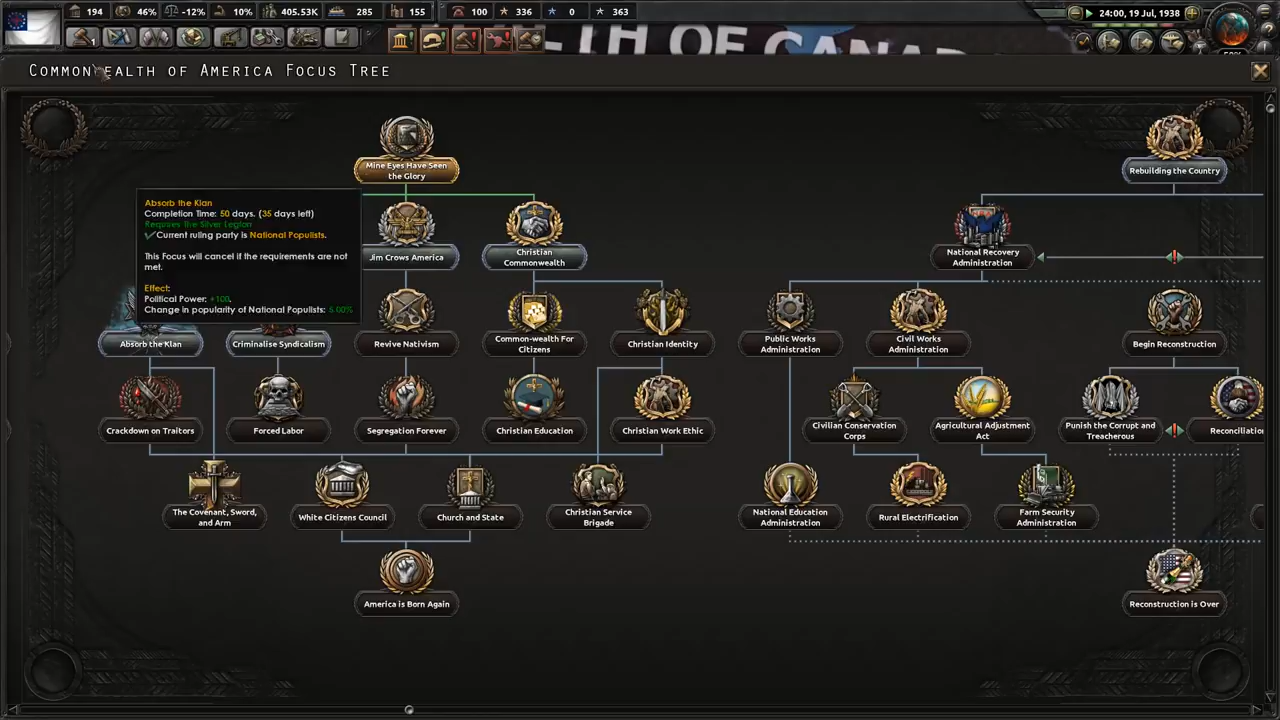 194 46% -12% 10% 405.53K 285 155 100 336 0 363 24:00, 19 Jul, 1938
TH OF CANAD
COMMONWEALTH OF AMERICA FOCUS TREE
Mine Eyes Have Seen
the Glory
Rebuilding the Country
Absorb the Klan
Completion Time: 50 days. (35 days left)
Requires The Silver Legion
Current ruling party is National Populists.
This Focus will cancel if the requirements are not
met.
Effect:
Political Power: +100.
Change in popularity of National Populists: 5.00%
Jim Crows America
Christian
Commonwealth
National Recovery
Administration
Absorb the Klan
Criminalise Syndicalism
Revive Nativism
Common-wealth For
Citizens
Christian Identity
Public Works
Administration
Civil Works
Administration
Begin Reconstruction
Crackdown on Traitors
Forced Labor
Segregation Forever
Christian Education
Christian Work Ethic
Civilian Conservation
Corps
Agricultural Adjustment
Act
Punish the Corrupt and
Treacherous
Reconciliatio
The Covenant, Sword,
and Arm
White Citizens Council
Church and State
Christian Service
Brigade
National Education
Administration
Rural Electrification
Farm Security
Administration
America is Born Again
Reconstruction is Over